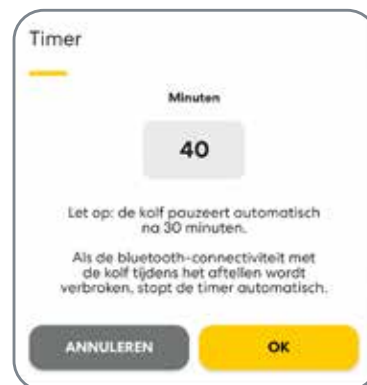 Timer
Minuten
40
Let op: de kolf pauzeert automatisch
na 30 minuten.
Als de bluetooth-connectiviteit met
de kolf tijdens het aftellen wordt
verbroken, stopt de timer automatisch.
ANNULEREN OK